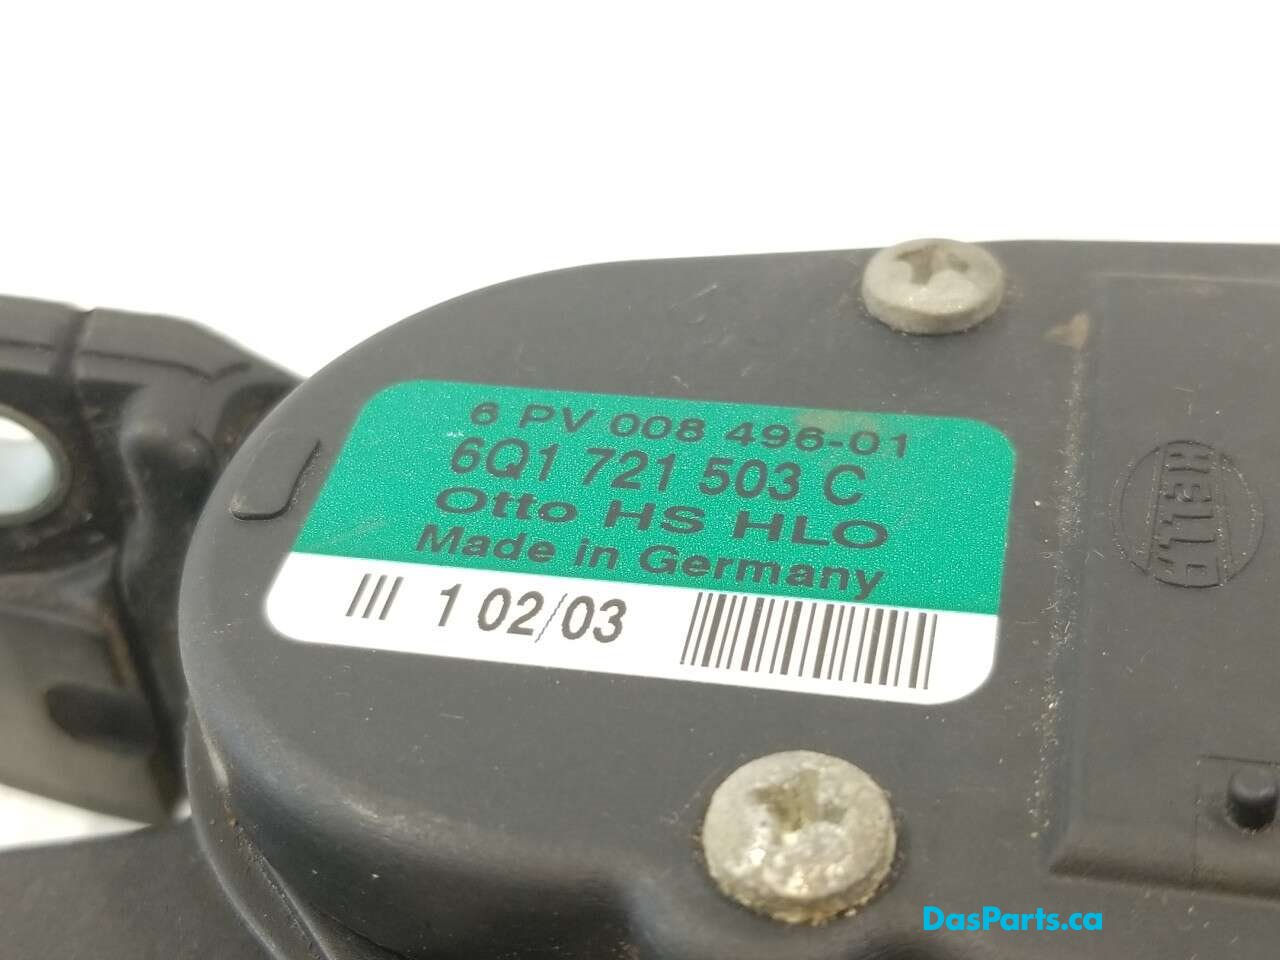 6 PV 008 496-01
6Q1 721 503 C
Otto HS HLO
Made in Germany
1 02/03
HELLA
DasParts.ca